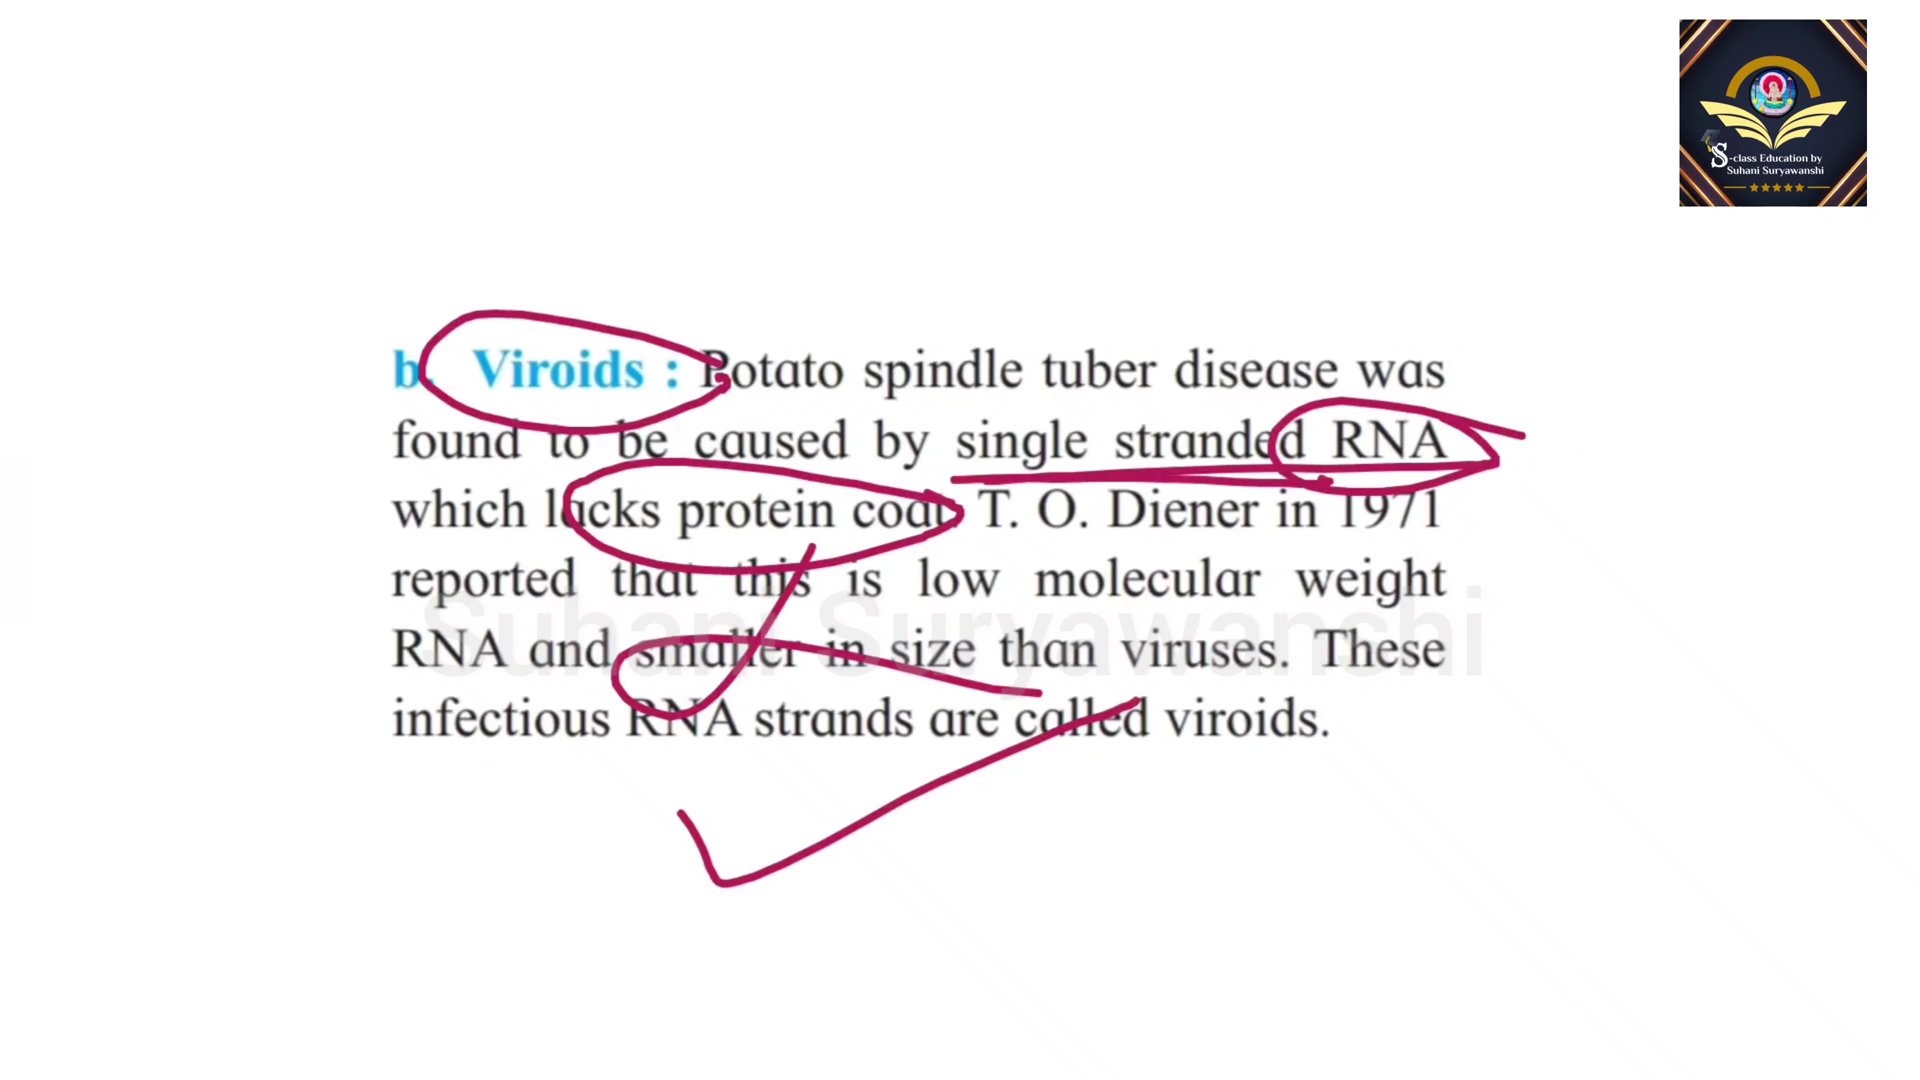 S-class Education by
Suhani Suryawanshi
b. Viroids : Potato spindle tuber disease was
found to be caused by single stranded RNA
which lacks protein coat. T. O. Diener in 1971
reported that this is low molecular weight
RNA and smaller in size than viruses. These
infectious RNA strands are called viroids.
Suhani Suryawanshi